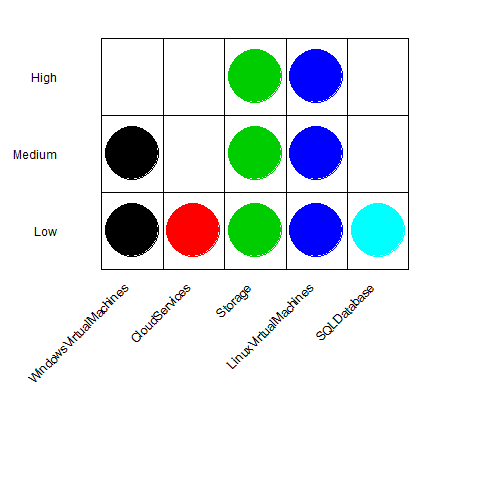 High
Medium
Low
WindowsVirtualMachines
CloudServices
Storage
LinuxVirtualMachines
SQLDatabase